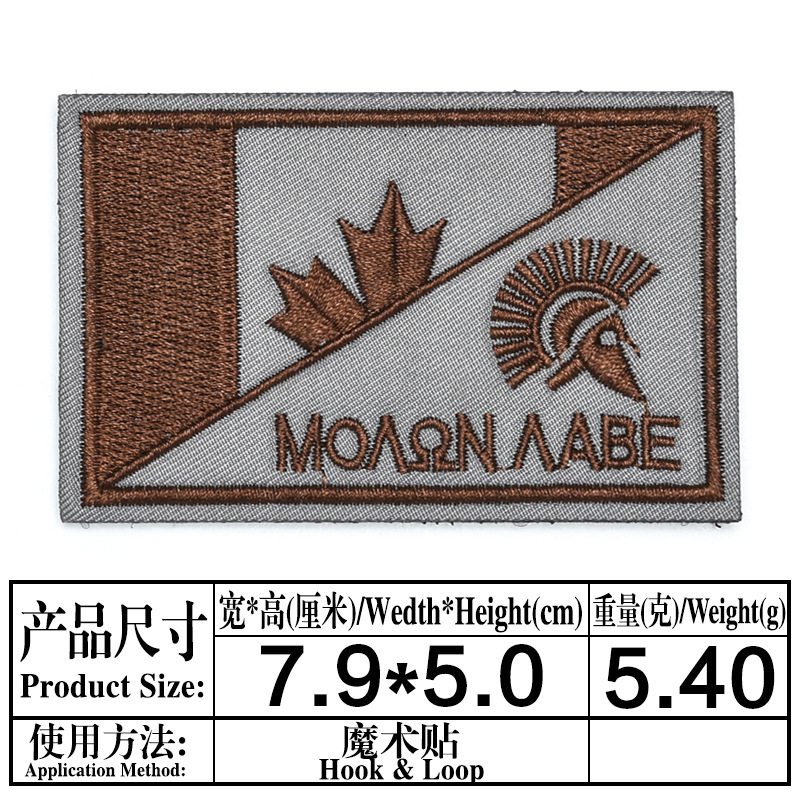 ΜΟΛΩΝ ΛΑΒΕ
产品尺寸
Product Size:
宽*高(厘米)/Wedth*Height(cm)
7.9*5.0
重量(克)/Weight(g)
5.40
使用方法:
Application Method:
魔术贴
Hook & Loop